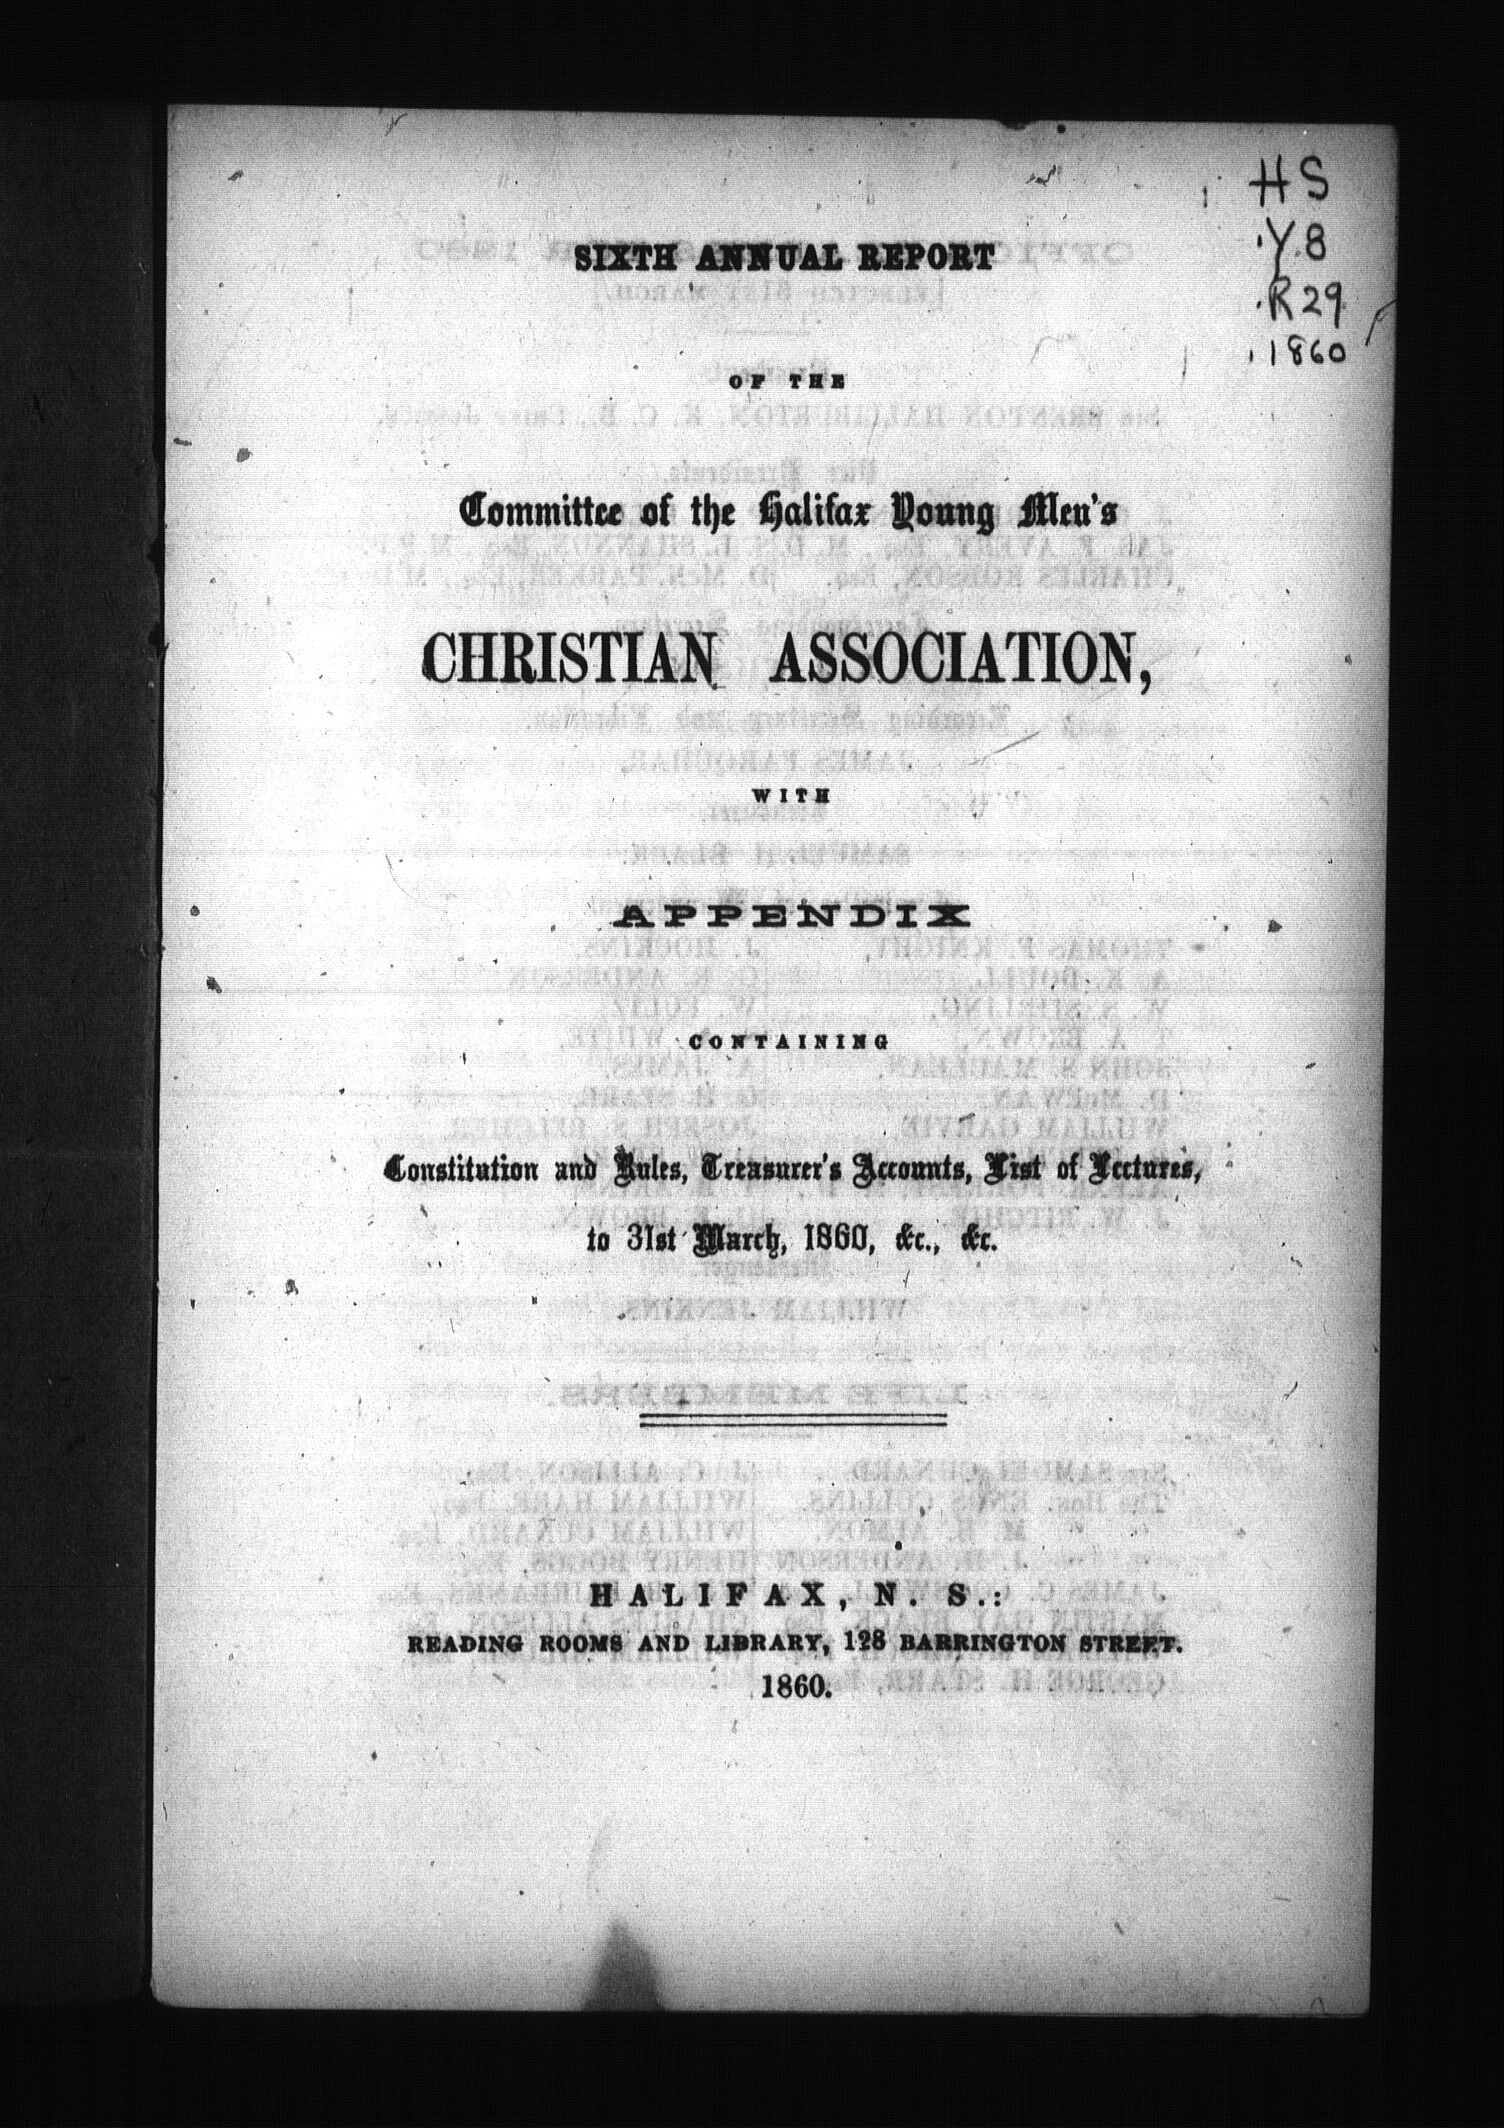 HS
Y8
R29
1860
SIXTH ANNUAL REPORT
OF THE
Committee of the Halifax Young Men's
CHRISTIAN ASSOCIATION,
WITH
APPENDIX
CONTAINING
Constitution and Rules, Treasurer's Accounts, List of Lectures,
to 31st March, 1860, &c., &c.
HALIFAX, N. S.:
READING ROOMS AND LIBRARY, 128 BARRINGTON STREET.
1860.